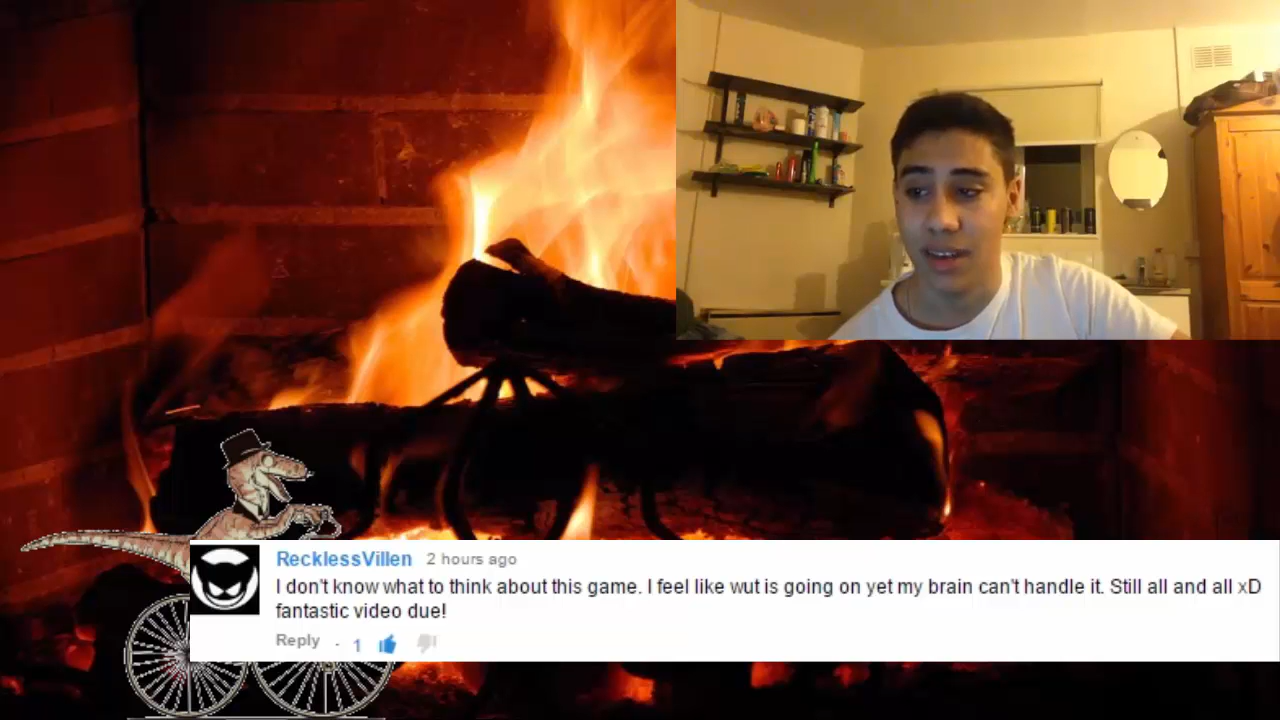 RecklessVillen 2 hours ago
I don't know what to think about this game. I feel like wut is going on yet my brain can't handle it. Still all and all xD
fantastic video due!
Reply . 1